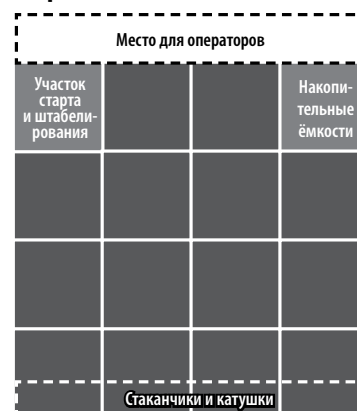 Место для операторов
Участок
старта
и штабели-
рования
Накопи-
тельные
ёмкости
Стаканчики и катушки